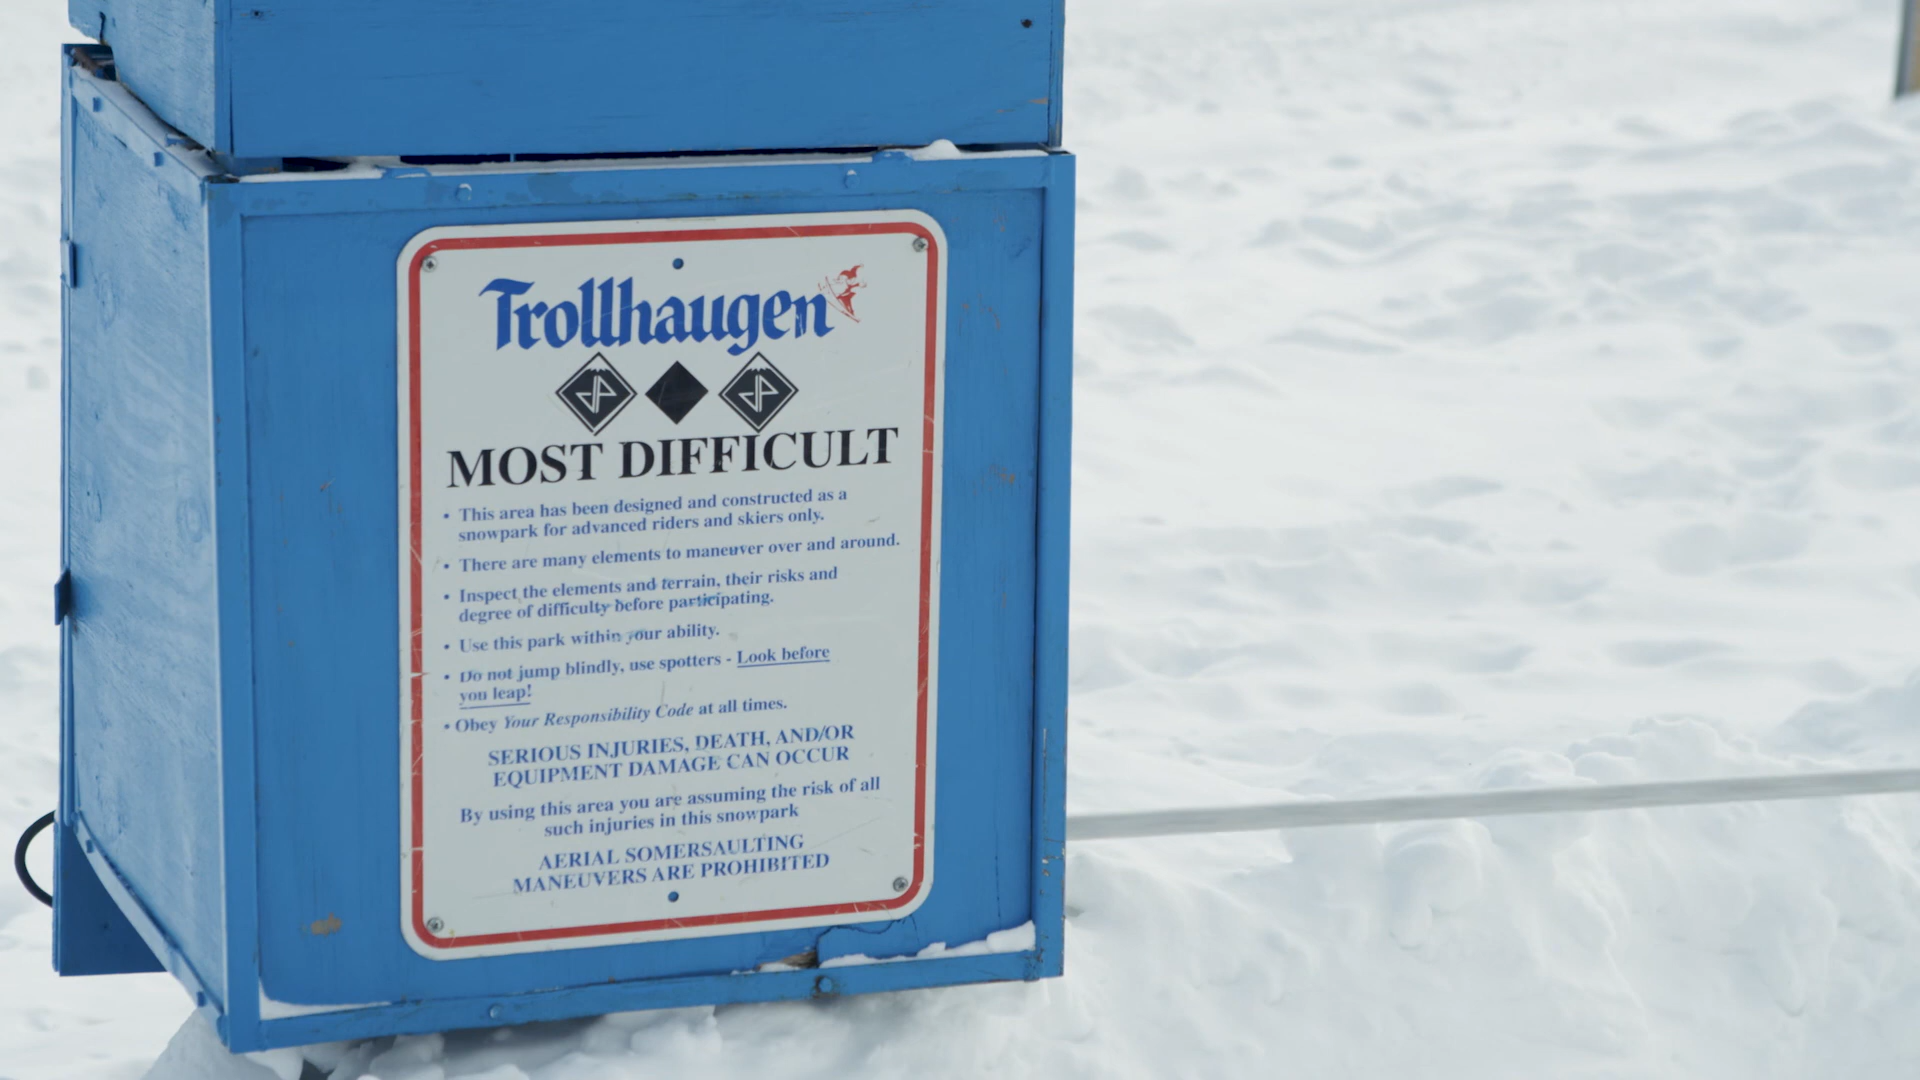 Trollhaugen
MOST DIFFICULT
• This area has been designed and constructed as a
snowpark for advanced riders and skiers only.
• There are many elements to maneuver over and around.
• Inspect the elements and terrain, their risks and
degree of difficulty before participating.
• Use this park within your ability.
• Do not jump blindly, use spotters - Look before
you leap!
• Obey Your Responsibility Code at all times.
SERIOUS INJURIES, DEATH, AND/OR
EQUIPMENT DAMAGE CAN OCCUR
By using this area you are assuming the risk of all
such injuries in this snowpark
AERIAL SOMERSAULTING
MANEUVERS ARE PROHIBITED